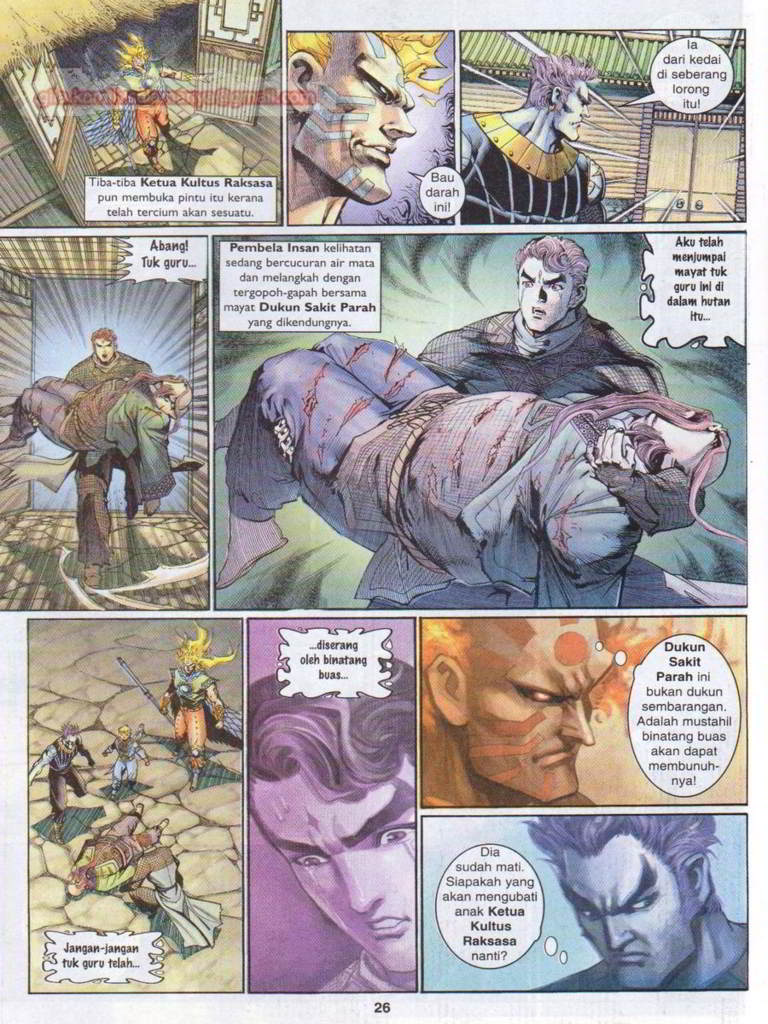 Tiba-tiba Ketua Kultus Raksasa
pun membuka pintu itu kerana
telah tercium akan sesuatu.
Bau
darah
ini!
Ia
dari kedai
di seberang
lorong
itu!
Abang!
Tuk guru...
Pembela Insan kelihatan
sedang bercucuran air mata
dan melangkah dengan
tergopoh-gapah bersama
mayat Dukun Sakit Parah
yang dikendungnya.
Aku telah
menjumpai
mayat tuk
guru ini di
dalam hutan
itu...
Jangan-jangan
tuk guru telah...
...diserang
oleh binatang
buas...
Dukun
Sakit
Parah ini
bukan dukun
sembarangan.
Adalah mustahil
binatang buas
akan dapat
membunuh-
nya!
Dia
sudah mati.
Siapakah yang
akan mengubati
anak Ketua
Kultus
Raksasa
nanti?
26